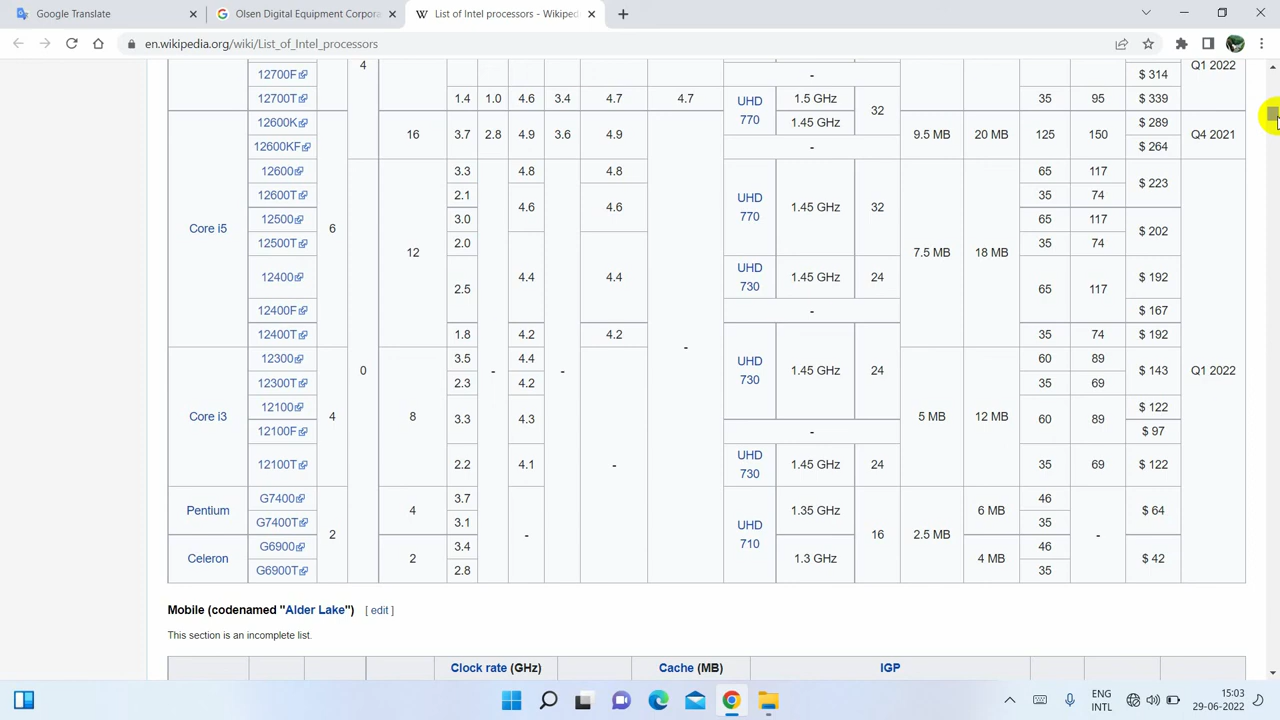 Google Translate
Olsen Digital Equipment Corpora
List of Intel processors - Wikiped
en.wikipedia.org/wiki/List_of_Intel_processors
4
12700F
-
$ 314
Q1 2022
12700T 1.4 1.0 4.6 3.4 4.7 4.7 UHD 770 1.5 GHz 32 35 95 $ 339
Core i5 12600K 6 16 3.7 2.8 4.9 3.6 4.9 1.45 GHz 9.5 MB 20 MB 125 150 $ 289 Q4 2021
12600KF - $ 264
12600 0 12 3.3 4.8 4.8 UHD 770 1.45 GHz 32 7.5 MB 18 MB 65 117 $ 223
12600T 2.1 4.6 4.6 35 74
12500 3.0 65 117 $ 202
12500T 2.0 4.4 4.4 35 74
12400 2.5 UHD 730 1.45 GHz 24 65 117 $ 192
12400F - $ 167
12400T 1.8 4.2 4.2 - UHD 730 1.45 GHz 24 35 74 $ 192
Core i3 12300 4 8 3.5 - 4.4 - - 5 MB 12 MB 60 89 $ 143 Q1 2022
12300T 2.3 4.2 35 69
12100 3.3 4.3 60 89 $ 122
12100F - $ 97
12100T 2.2 4.1 UHD 730 1.45 GHz 24 35 69 $ 122
Pentium G7400 2 4 3.7 - UHD 710 1.35 GHz 16 2.5 MB 6 MB 46 - $ 64
G7400T 3.1 35
Celeron G6900 2 3.4 1.3 GHz 4 MB 46 $ 42
G6900T 2.8 35
Mobile (codenamed "Alder Lake") [ edit ]
This section is an incomplete list.
Clock rate (GHz) Cache (MB) IGP
ENG
INTL
15:03
29-06-2022